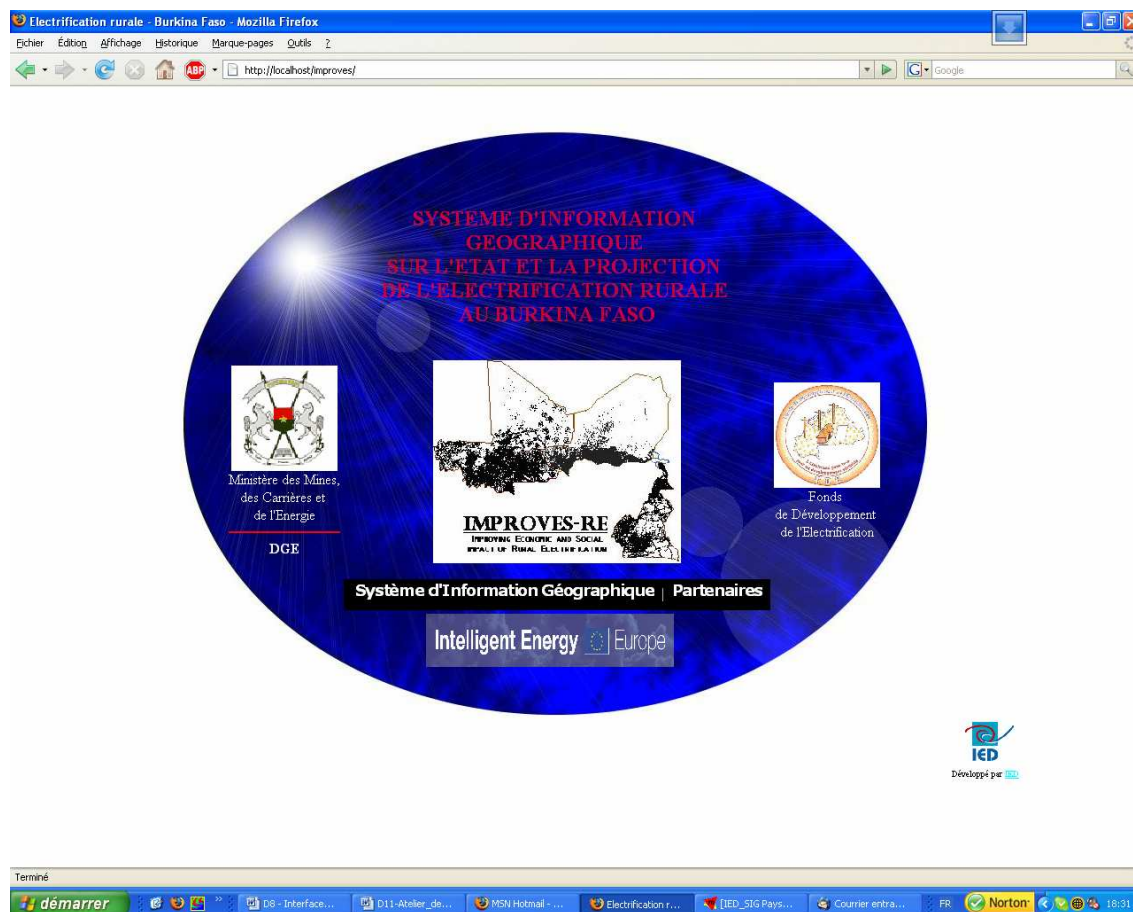 Electrification rurale - Burkina Faso - Mozilla Firefox
Fichier Édition Affichage Historique Marque-pages Outils ?
ABP http://localhost/improves/ G Google
SYSTEME D'INFORMATION
GEOGRAPHIQUE
SUR L'ETAT ET LA PROJECTION
DE L'ELECTRIFICATION RURALE
AU BURKINA FASO
Ministère des Mines,
des Carrières et
de l'Energie
DGE
IMPROVES-RE
IMPROVING ECONOMIC AND SOCIAL
IMPACT OF RURAL ELECTRIFICATION
Fonds
de Développement
de l'Electrification
Système d'Information Géographique | Partenaires
Intelligent Energy Europe
IED
Développé par IED
Terminé
démarrer D8 - Interface... D11-Atelier_de... MSN Hotmail - ... Electrification r... [IED_SIG Pays... Courrier entra... FR Norton 18:31